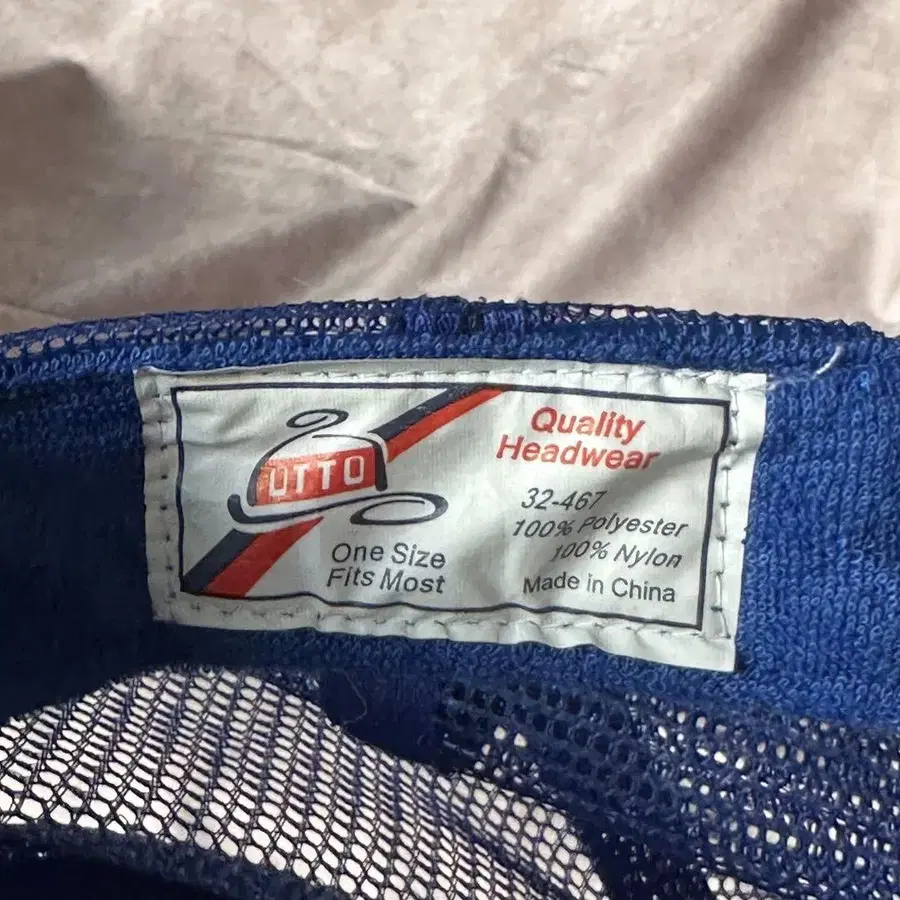 OTTO
One Size
Fits Most
Quality
Headwear
32-467
100% Polyester
100% Nylon
Made in China